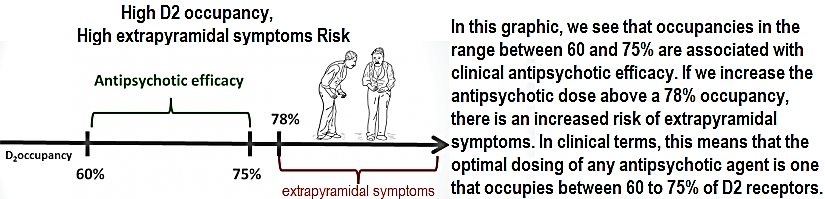 High D2 occupancy,
High extrapyramidal symptoms Risk
Antipsychotic efficacy
78%
D₂occupancy
60%
75%
extrapyramidal symptoms
In this graphic, we see that occupancies in the
range between 60 and 75% are associated with
clinical antipsychotic efficacy. If we increase the
antipsychotic dose above a 78% occupancy,
there is an increased risk of extrapyramidal
symptoms. In clinical terms, this means that the
optimal dosing of any antipsychotic agent is one
that occupies between 60 to 75% of D2 receptors.